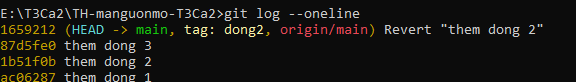 E:\T3Ca2\TH-manguonmo-T3Ca2>git log --oneline
1659212 (HEAD -> main, tag: dong2, origin/main) Revert "them dong 2"
87d5fe0 them dong 3
1b51f0b them dong 2
ac06287 them dong 1